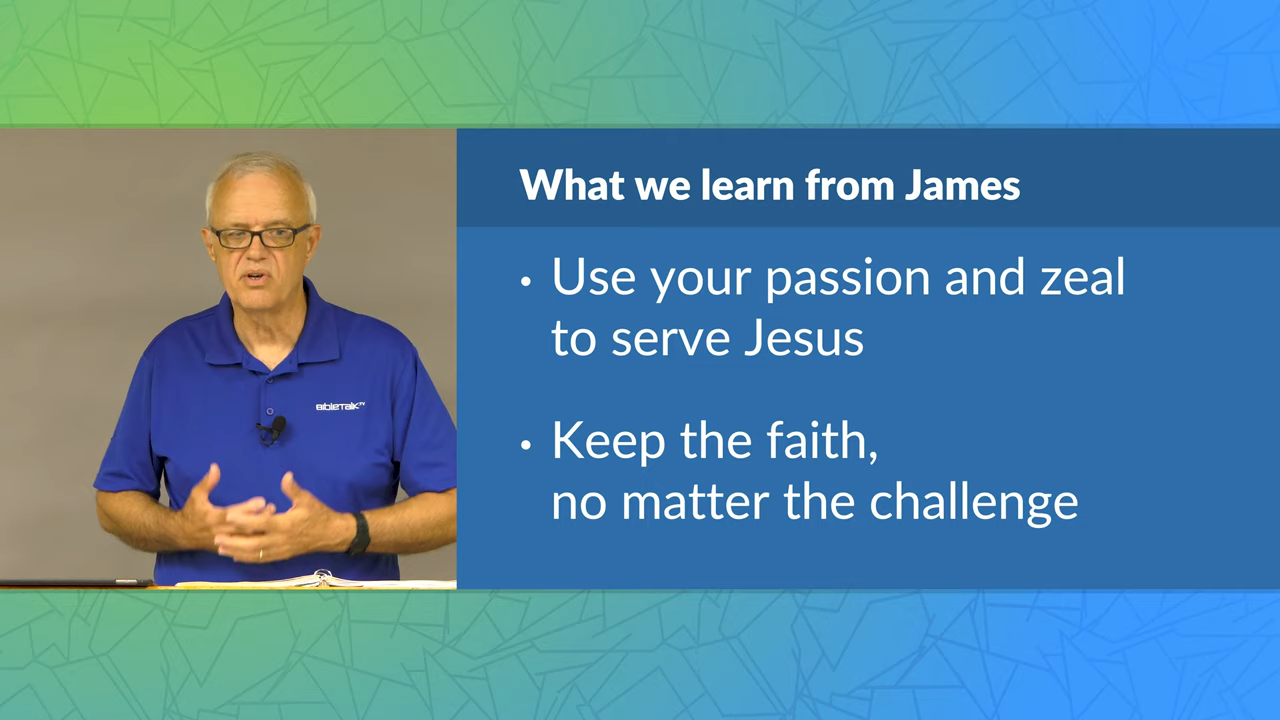 What we learn from James
• Use your passion and zeal
to serve Jesus
• Keep the faith,
no matter the challenge
BibleTalk TV